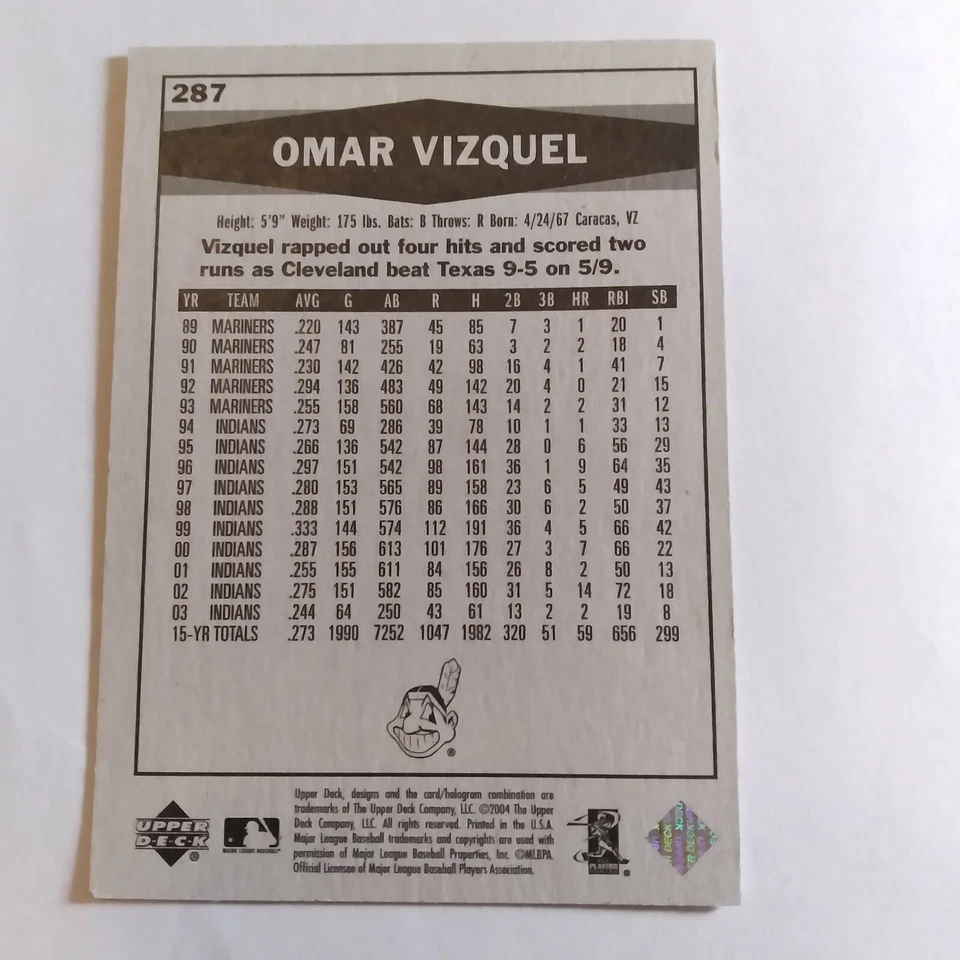 287
OMAR VIZQUEL
Height: 5'9" Weight: 175 lbs. Bats: B Throws: R Born: 4/24/67 Caracas, VZ
Vizquel rapped out four hits and scored two
runs as Cleveland beat Texas 9-5 on 5/9.
YR TEAM AVG G AB R H 2B 3B HR RBI SB
89 MARINERS .220 143 387 45 85 7 3 1 20 1
90 MARINERS .247 81 255 19 63 3 2 2 18 4
91 MARINERS .230 142 426 42 98 16 4 1 41 7
92 MARINERS .294 136 483 49 142 20 4 0 21 15
93 MARINERS .255 158 560 68 143 14 2 2 31 12
94 INDIANS .273 69 286 39 78 10 1 1 33 13
95 INDIANS .266 136 542 87 144 28 0 6 56 29
96 INDIANS .297 151 542 98 161 36 1 9 64 35
97 INDIANS .280 153 565 89 158 23 6 5 49 43
98 INDIANS .288 151 576 86 166 30 6 2 50 37
99 INDIANS .333 144 574 112 191 36 4 5 66 42
00 INDIANS .287 156 613 101 176 27 3 7 66 22
01 INDIANS .255 155 611 84 156 26 8 2 50 13
02 INDIANS .275 151 582 85 160 31 5 14 72 18
03 INDIANS .244 64 250 43 61 13 2 2 19 8
15-YR TOTALS .273 1990 7252 1047 1982 320 51 59 656 299
®
Upper Deck, designs and the card/hologram combination are
trademarks of The Upper Deck Company, LLC. ©2004 The Upper
Deck Company, LLC. All rights reserved. Printed in the U.S.A.
Major League Baseball trademarks and copyrights are used with
permission of Major League Baseball Properties, Inc. ©MLBPA.
Official Licensee of Major League Baseball Players Association.
UPPER
D·E·C·K
®
MAJOR LEAGUE BASEBALL
PLAYERS